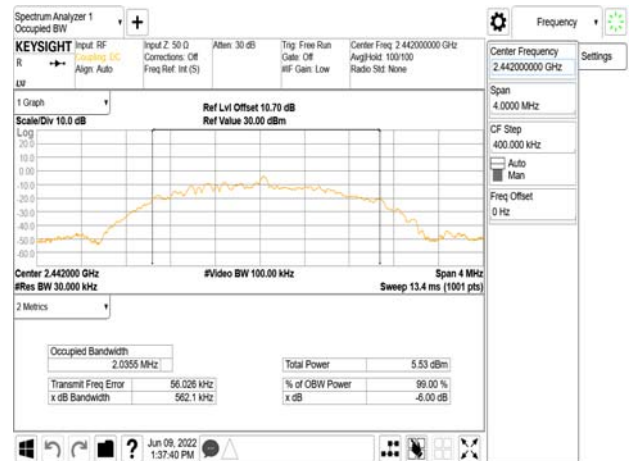 Spectrum Analyzer 1
Occupied BW
Frequency
KEYSIGHT
Input: RF
Coupling: DC
Align: Auto
Input Z: 50 Ω
Corrections: Off
Freq Ref: Int (S)
Atten: 30 dB
Trig: Free Run
Gate: Off
#IF Gain: Low
Center Freq: 2.442000000 GHz
Avg|Hold: 100/100
Radio Std: None
R
LXI
Center Frequency
2.442000000 GHz
Settings
Span
4.0000 MHz
CF Step
400.000 kHz
Auto
Man
Freq Offset
0 Hz
1 Graph
Scale/Div 10.0 dB
Ref Lvl Offset 10.70 dB
Ref Value 30.00 dBm
Log
20.0
10.0
0.00
-10.0
-20.0
-30.0
-40.0
-50.0
-60.0
Center 2.442000 GHz
#Res BW 30.000 kHz
#Video BW 100.00 kHz
Span 4 MHz
Sweep 13.4 ms (1001 pts)
2 Metrics
Occupied Bandwidth
2.0355 MHz
Total Power 5.53 dBm
Transmit Freq Error 56.026 kHz
% of OBW Power 99.00 %
x dB Bandwidth 562.1 kHz
x dB -6.00 dB
?
Jun 09, 2022
1:37:40 PM